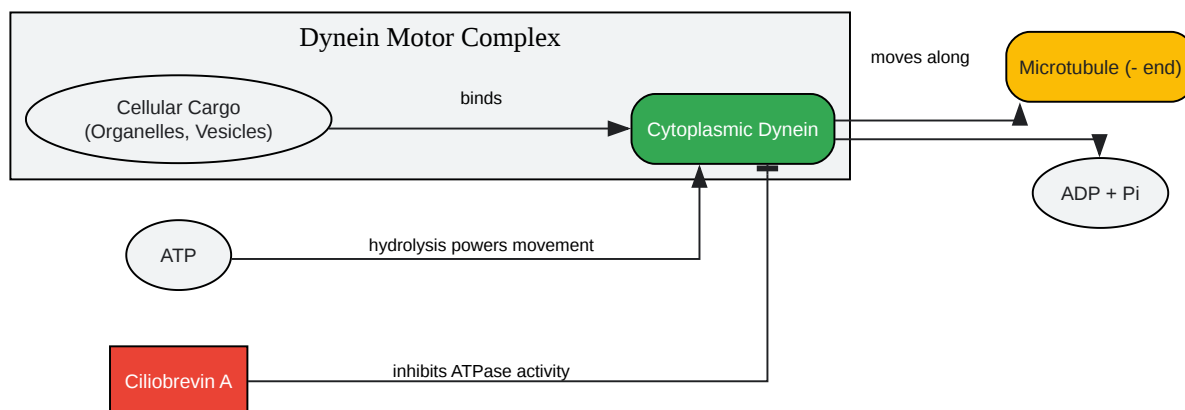 Dynein Motor Complex
moves along
Microtubule (- end)
Cellular Cargo
(Organelles, Vesicles)
binds
Cytoplasmic Dynein
ADP + Pi
ATP
hydrolysis powers movement
Ciliobrevin A
inhibits ATPase activity